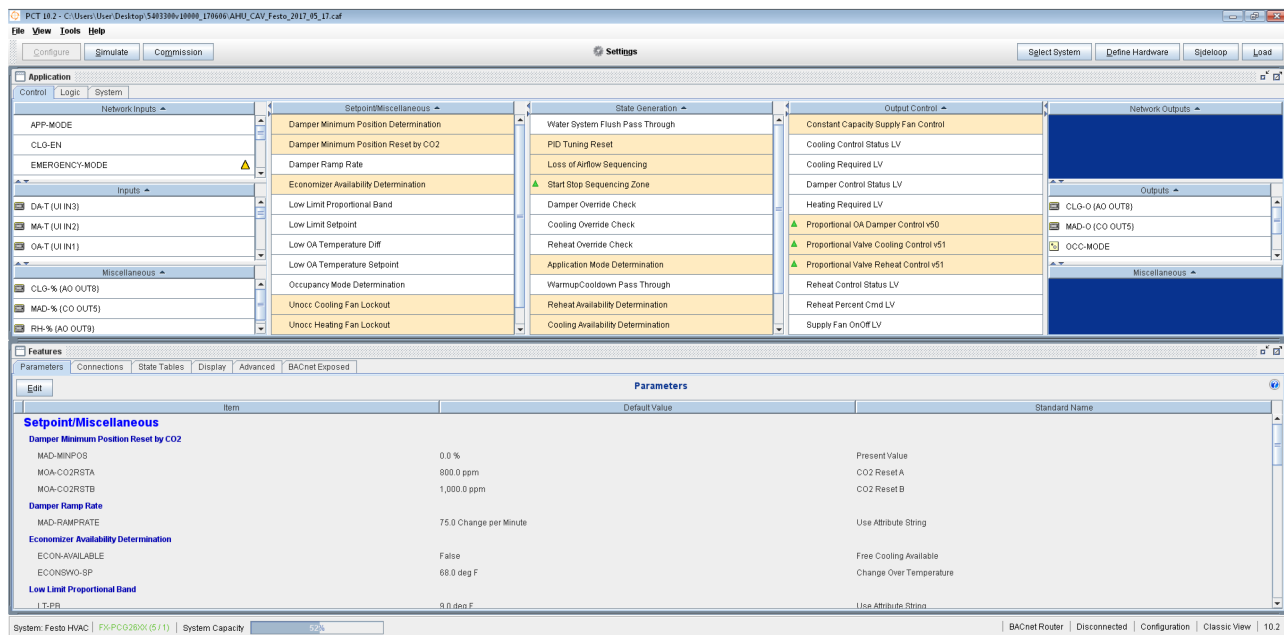 PCT 10.2 - C:\Users\User\Desktop\5403300v10000_170606\AHU_CAV_Festo_2017_05_17.caf
File View Tools Help
Configure Simulate Commission Settings Select System Define Hardware Sideloop Load
Application
Control Logic System
Network Inputs
APP-MODE
CLG-EN
EMERGENCY-MODE
Inputs
DA-T (UI IN3)
MA-T (UI IN2)
OA-T (UI IN1)
Miscellaneous
CLG-% (AO OUT8)
MAD-% (CO OUT5)
RH-% (AO OUT9)
Setpoint/Miscellaneous
Damper Minimum Position Determination
Damper Minimum Position Reset by CO2
Damper Ramp Rate
Economizer Availability Determination
Low Limit Proportional Band
Low Limit Setpoint
Low OA Temperature Diff
Low OA Temperature Setpoint
Occupancy Mode Determination
Unocc Cooling Fan Lockout
Unocc Heating Fan Lockout
State Generation
Water System Flush Pass Through
PID Tuning Reset
Loss of Airflow Sequencing
Start Stop Sequencing Zone
Damper Override Check
Cooling Override Check
Reheat Override Check
Application Mode Determination
WarmupCooldown Pass Through
Reheat Availability Determination
Cooling Availability Determination
Output Control
Constant Capacity Supply Fan Control
Cooling Control Status LV
Cooling Required LV
Damper Control Status LV
Heating Required LV
Proportional OA Damper Control v50
Proportional Valve Cooling Control v51
Proportional Valve Reheat Control v51
Reheat Control Status LV
Reheat Percent Cmd LV
Supply Fan OnOff LV
Network Outputs
Outputs
CLG-O (AO OUT8)
MAD-O (CO OUT5)
OCC-MODE
Miscellaneous
Features
Parameters Connections State Tables Display Advanced BACnet Exposed
Edit Parameters
Item Default Value Standard Name
Setpoint/Miscellaneous
Damper Minimum Position Reset by CO2
MAD-MINPOS 0.0 % Present Value
MOA-CO2RSTA 800.0 ppm CO2 Reset A
MOA-CO2RSTB 1,000.0 ppm CO2 Reset B
Damper Ramp Rate
MAD-RAMPRATE 75.0 Change per Minute Use Attribute String
Economizer Availability Determination
ECON-AVAILABLE False Free Cooling Available
ECONSWO-SP 68.0 deg F Change Over Temperature
Low Limit Proportional Band
LT-PB 9.0 deg F Use Attribute String
System: Festo HVAC FX-PCG26XX (5 / 1) System Capacity 52% BACnet Router Disconnected Configuration Classic View 10.2